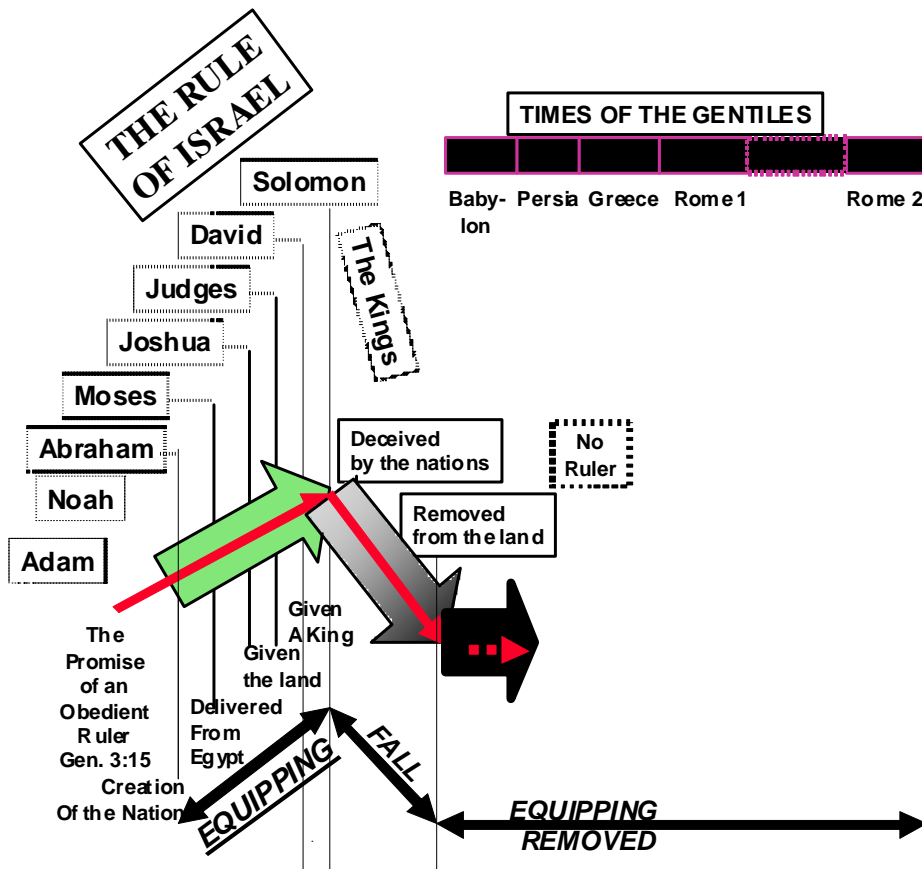 THE RULE
OF ISRAEL
TIMES OF THE GENTILES
Baby-
lon
Persia
Greece
Rome 1
Rome 2
Solomon
David
Judges
Joshua
Moses
Abraham
Noah
Adam
The Kings
Deceived
by the nations
No
Ruler
Removed
from the land
Given
A King
Given
the land
Delivered
From
Egypt
The
Promise
of an
Obedient
Ruler
Gen. 3:15
Creation
Of the Nation
EQUIPPING
FALL
EQUIPPING
REMOVED